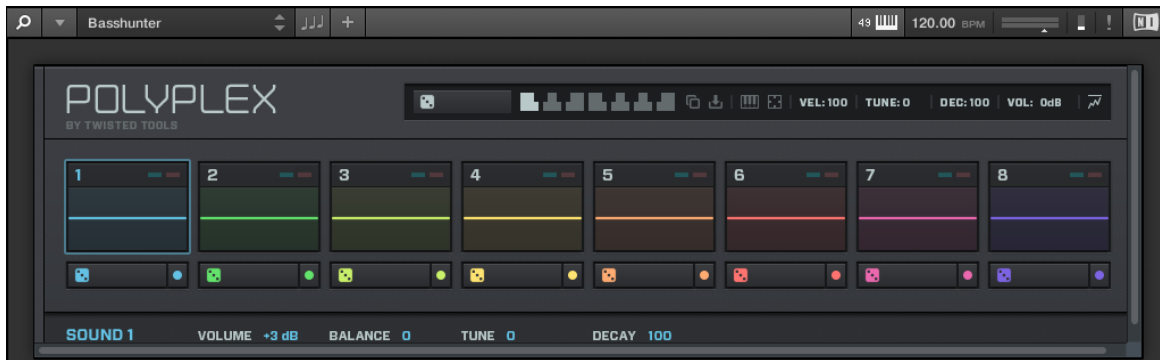 Basshunter
49
120.00 BPM
!
NI
POLYPLEX
BY TWISTED TOOLS
VEL: 100 TUNE: 0 DEC: 100 VOL: 0dB
1 2 3 4 5 6 7 8
SOUND 1 VOLUME +3 dB BALANCE 0 TUNE 0 DECAY 100